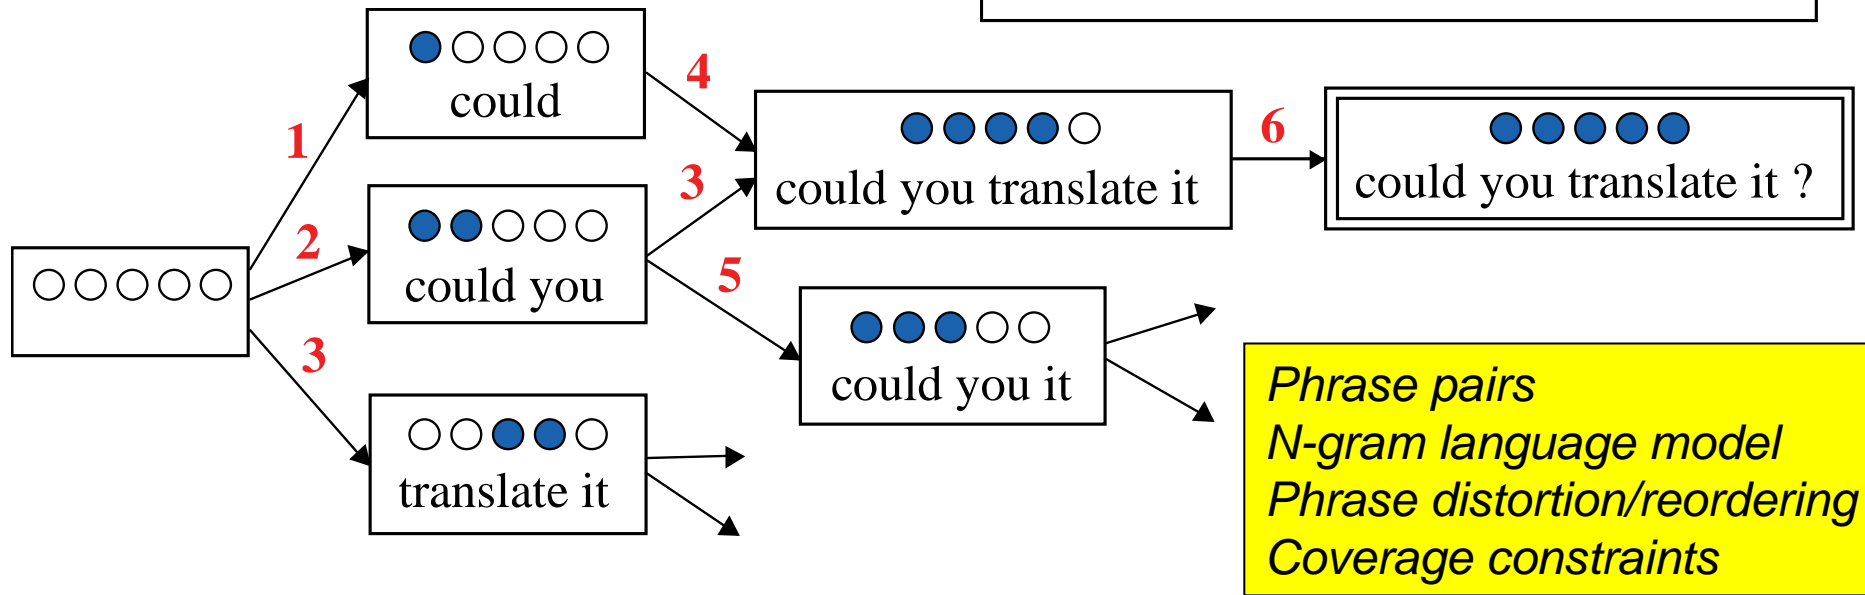 could
4
1
could you translate it
6
could you translate it ?
2
could you
3
5
3
could you it
translate it
Phrase pairs
N-gram language model
Phrase distortion/reordering
Coverage constraints